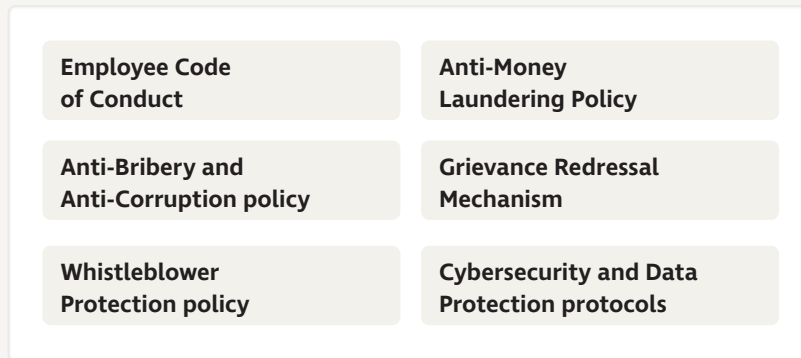 Employee Code
of Conduct
Anti-Money
Laundering Policy
Anti-Bribery and
Anti-Corruption policy
Grievance Redressal
Mechanism
Whistleblower
Protection policy
Cybersecurity and Data
Protection protocols